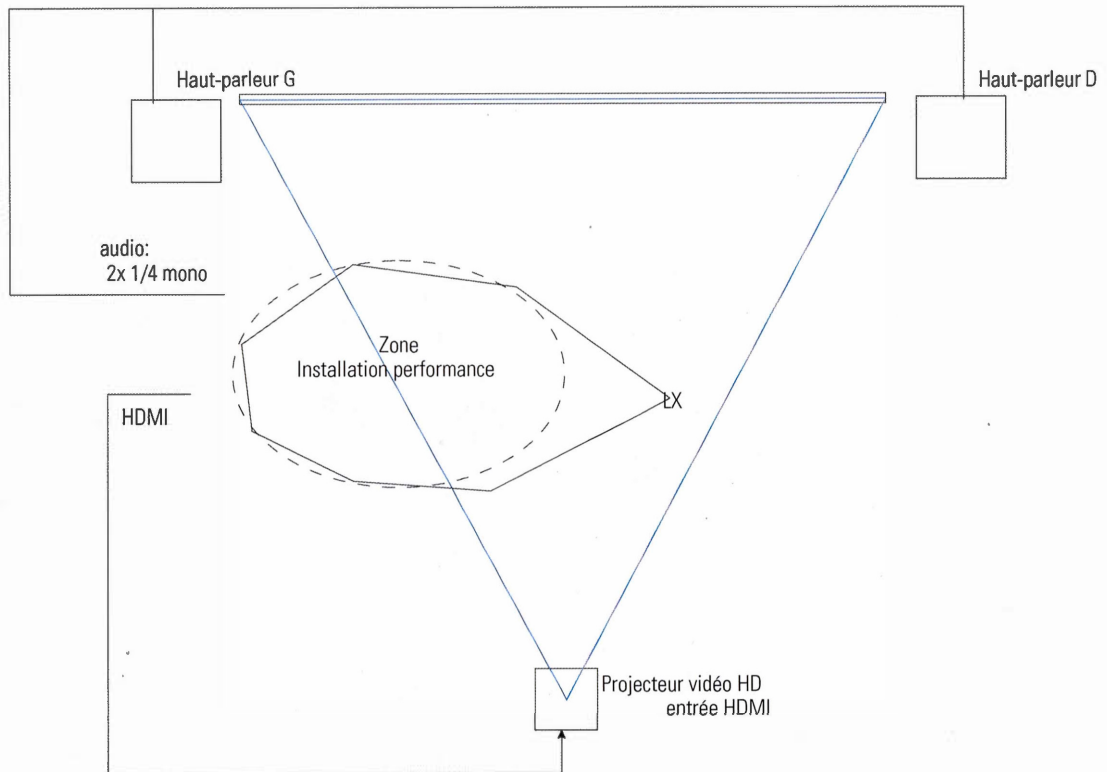 Haut-parleur G
Haut-parleur D
audio:
2x 1/4 mono
Zone
Installation performance
LX
HDMI
Projecteur vidéo HD
entrée HDMI